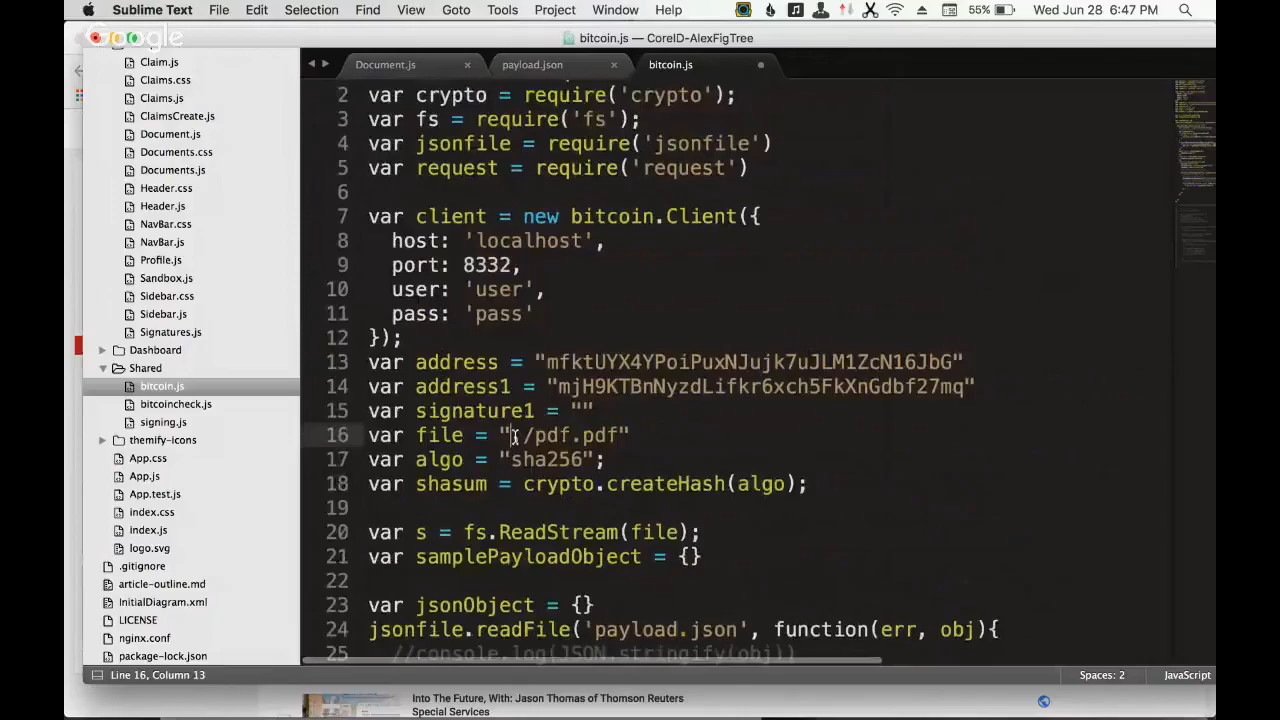 Sublime Text File Edit Selection Find View Goto Tools Project Window Help 55% Wed Jun 28 6:47 PM
Google
bitcoin.js — CoreID-AlexFigTree
Document.js × payload.json × bitcoin.js
Claim.js
Claims.css
Claims.js
ClaimsCreate.js
Document.js
Documents.css
Documents.js
Header.css
Header.js
NavBar.css
NavBar.js
Profile.js
Sandbox.js
Sidebar.css
Sidebar.js
Signatures.js
Dashboard
Shared
bitcoin.js
bitcoincheck.js
signing.js
themify-icons
App.css
App.js
App.test.js
index.css
index.js
logo.svg
.gitignore
article-outline.md
InitialDiagram.xml
LICENSE
nginx.conf
package-lock.json
2 var crypto = require('crypto');
3 var fs = require('fs');
4 var jsonfile = require('jsonfile')
5 var request = require('request')
6
7 var client = new bitcoin.Client({
8 host: 'localhost',
9 port: 8332,
10 user: 'user',
11 pass: 'pass'
12 });
13 var address = "mfktUYX4YPoiPuxNJujk7uJLM1ZcN16JbG"
14 var address1 = "mjH9KTBnNyzdLifkr6xch5FkXnGdbf27mq"
15 var signature1 = ""
16 var file = "./pdf.pdf"
17 var algo = "sha256";
18 var shasum = crypto.createHash(algo);
19
20 var s = fs.ReadStream(file);
21 var samplePayloadObject = {}
22
23 var jsonObject = {}
24 jsonfile.readFile('payload.json', function(err, obj){
25 //console.log(JSON.stringify(obj))
Line 16, Column 13 Spaces: 2 JavaScript
Into The Future, With: Jason Thomas of Thomson Reuters
Special Services